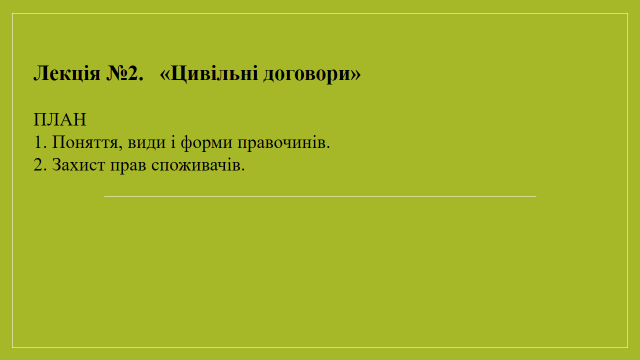 Лекція №2. «Цивільні договори»
ПЛАН
1. Поняття, види і форми правочинів.
2. Захист прав споживачів.